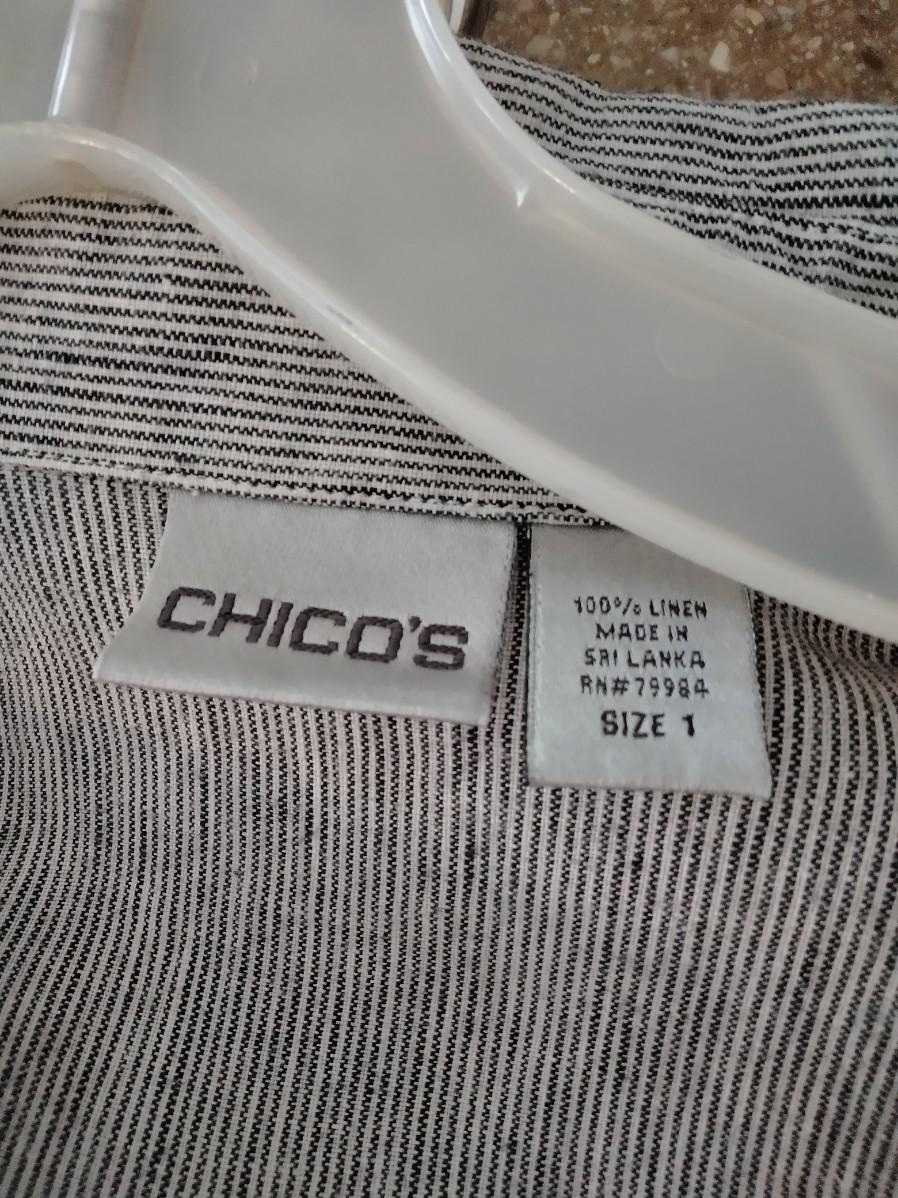 CHICO'S
100% LINEN
MADE IN
SRI LANKA
RN#79984
SIZE 1